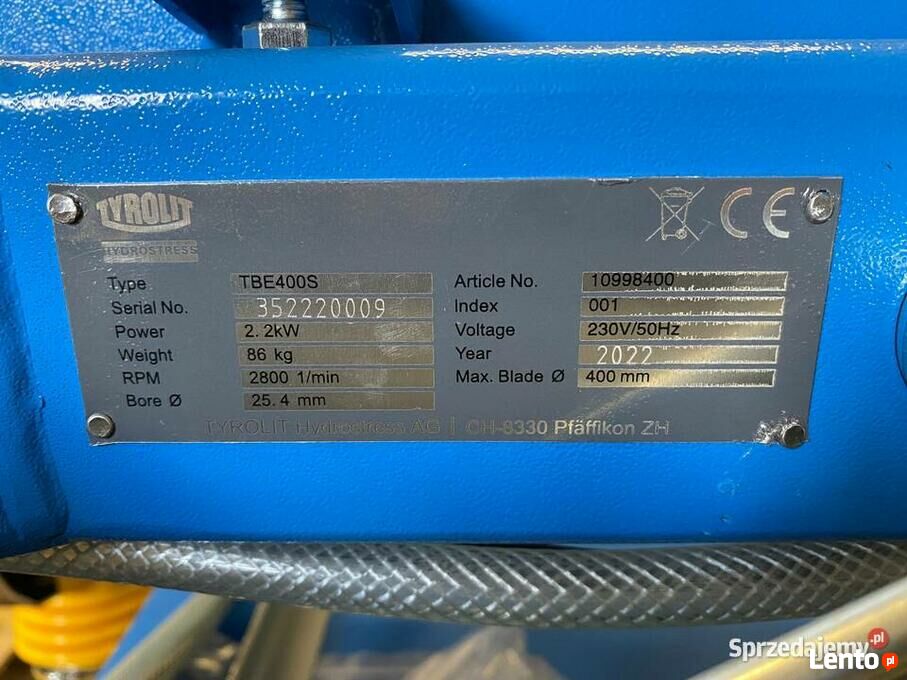 TYROLIT
HYDROSTRESS
CE
Type TBE400S
Serial No. 352220009
Power 2.2kW
Weight 86 kg
RPM 2800 1/min
Bore Ø 25.4 mm
Article No. 10998400
Index 001
Voltage 230V/50Hz
Year 2022
Max. Blade Ø 400 mm
TYROLIT Hydrostress AG | CH-8330 Pfäffikon ZH
Sprzedajemy.pl
Lento.pl